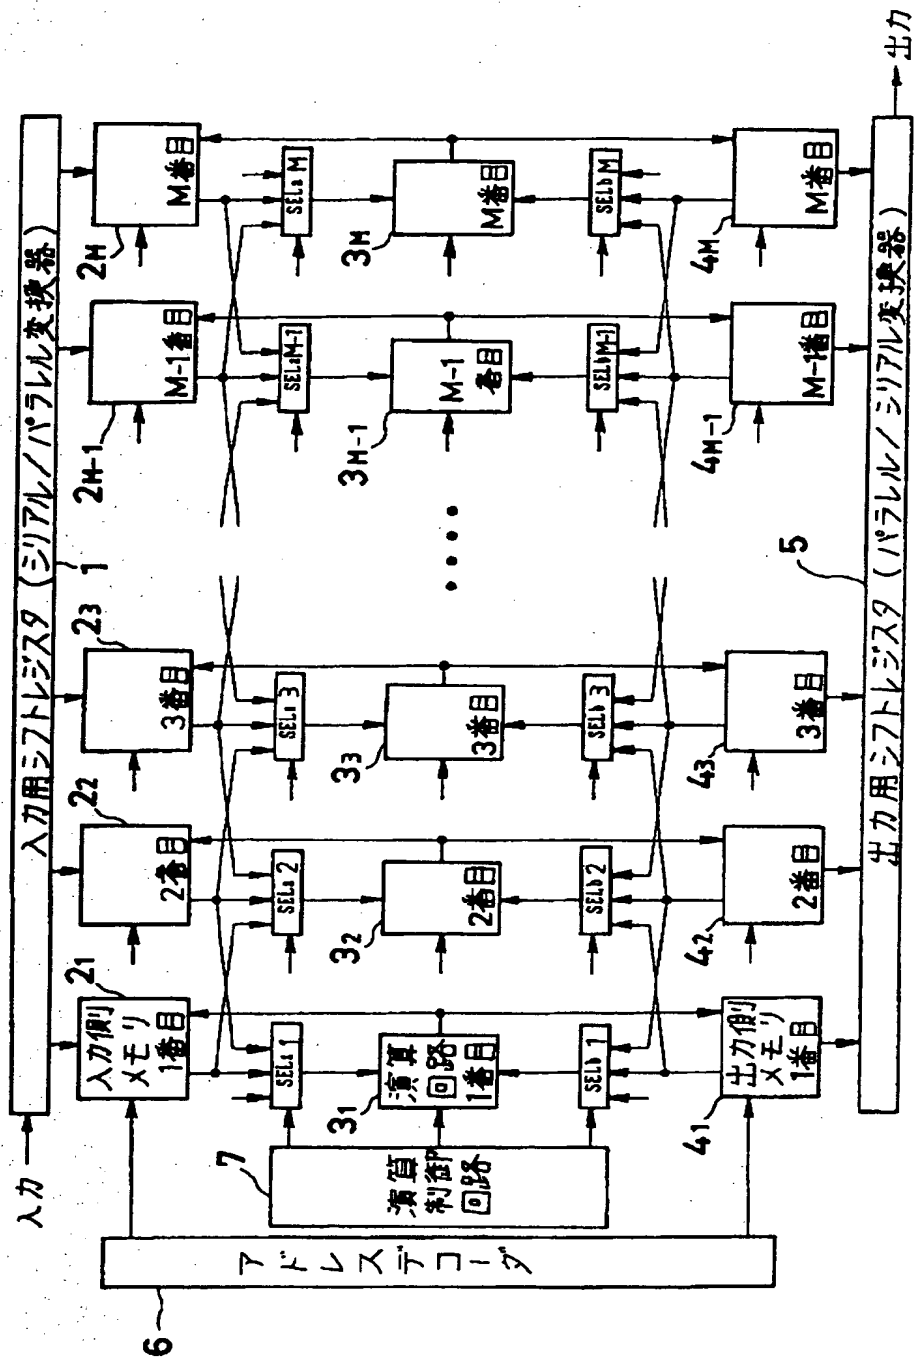 入力
入力用シフトレジスタ (シリアル/パラレル変換器)
1
21
入力側
メモリ
1番目
22
2番目
23
3番目
2M-1
M-1番目
2M
M番目
SELa 1
SELa 2
SELa 3
SELa M-1
SELa M
6
アドレスデコーダ
7
演算
制御
回路
31
演算
回路
1番目
32
2番目
33
3番目
3M-1
M-1
番目
3M
M番目
SELb 1
SELb 2
SELb 3
SELb M-1
SELb M
41
出力側
メモリ
1番目
42
2番目
43
3番目
4M-1
M-1番目
4M
M番目
5
出力用シフトレジスタ (パラレル/シリアル変換器)
出力